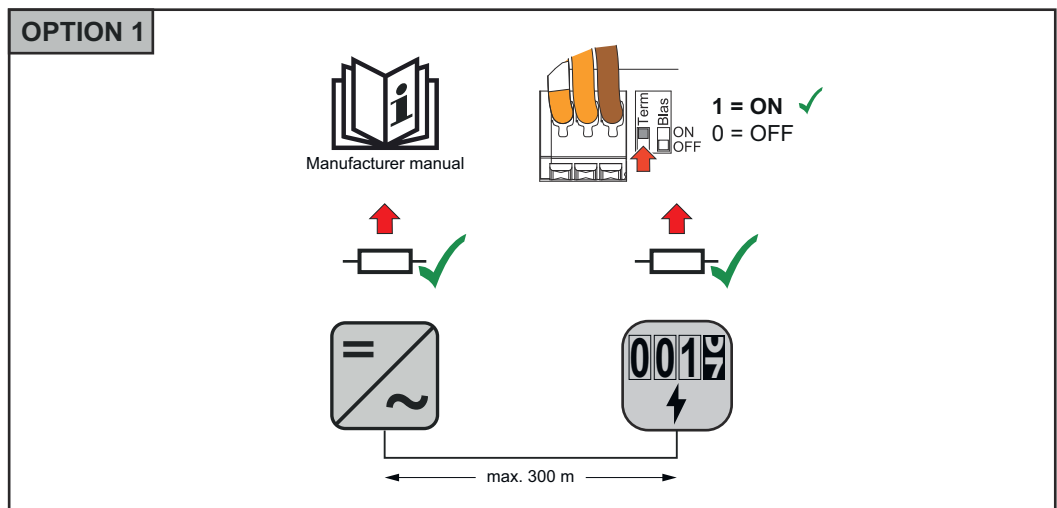 OPTION 1
i
Manufacturer manual
Term
BIas
ON
OFF
1 = ON
0 = OFF
=
~
001
max. 300 m